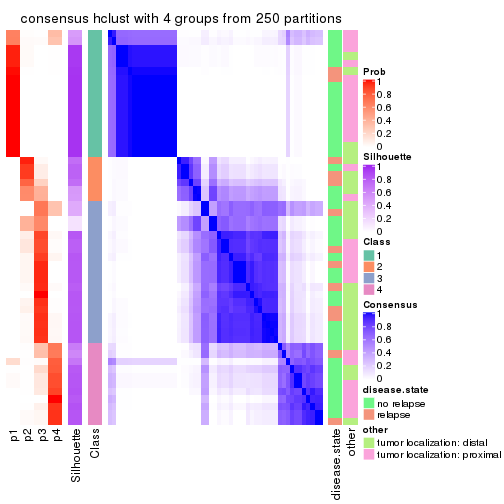 consensus hclust with 4 groups from 250 partitions
Prob
1
0.8
0.6
0.4
0.2
0
Silhouette
1
0.8
0.6
0.4
0.2
0
Class
1
2
3
4
Consensus
1
0.8
0.6
0.4
0.2
0
disease.state
no relapse
relapse
other
tumor localization: distal
tumor localization: proximal
p1
p2
p3
p4
Silhouette
Class
disease.state
other